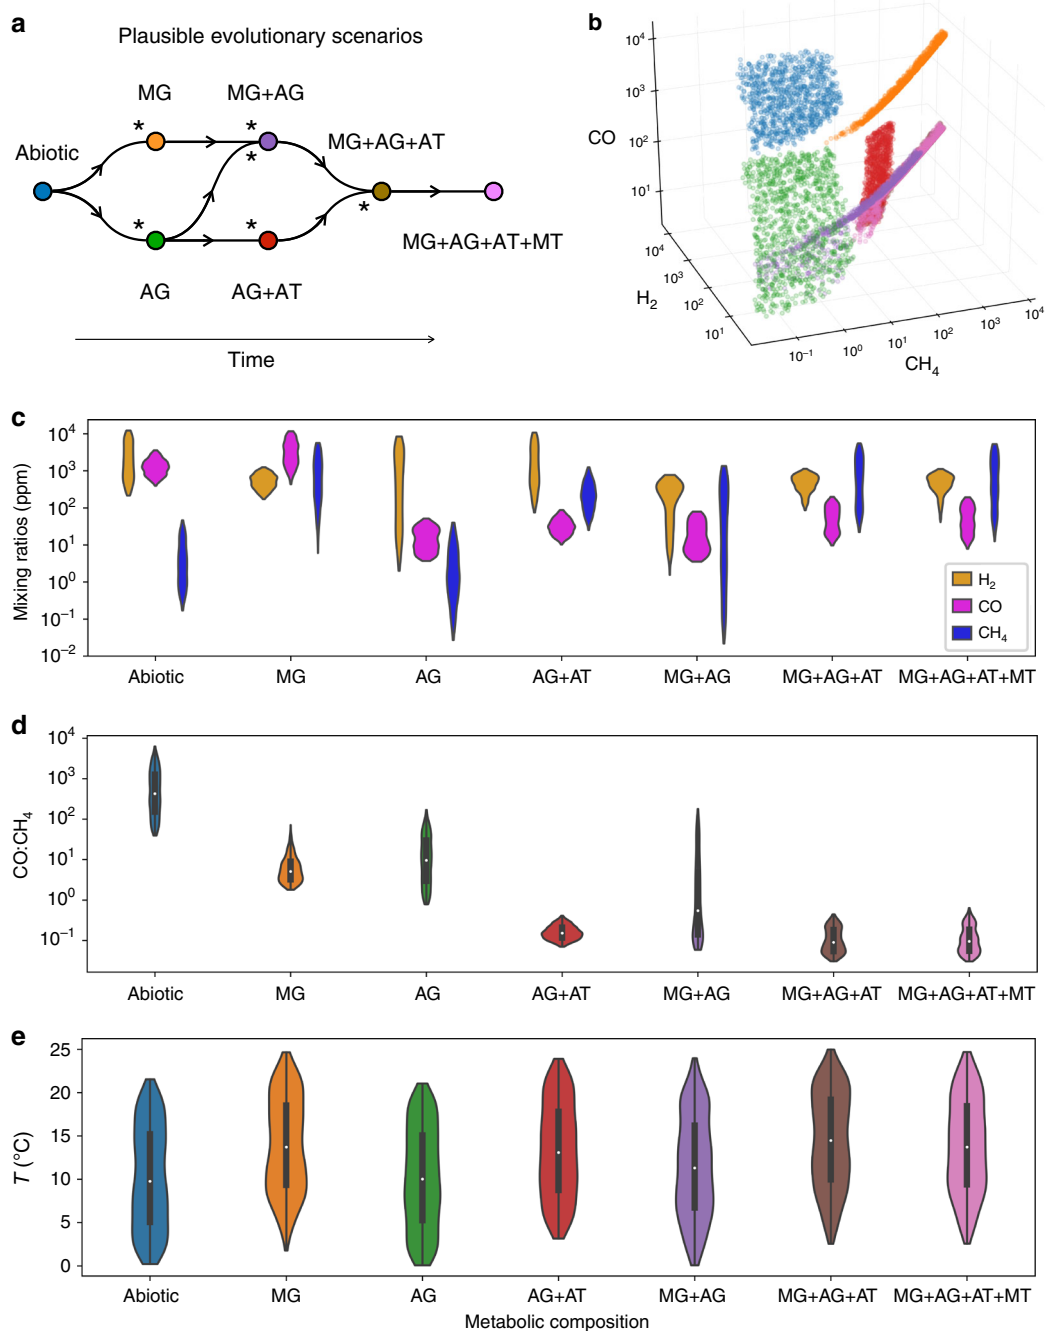 a
Plausible evolutionary scenarios
MG
MG+AG
* *
*
Abiotic
MG+AG+AT
* *
*
MG+AG+AT+MT
AG
AG+AT
Time
b
10⁴
10³
CO
10²
10¹
10⁴
10³
10²
10¹
H₂
10⁻¹
10⁰
10¹
10²
10³
10⁴
CH₄
c
Mixing ratios (ppm)
10⁴
10³
10²
10¹
10⁰
10⁻¹
10⁻²
H₂
CO
CH₄
Abiotic MG AG AG+AT MG+AG MG+AG+AT MG+AG+AT+MT
d
CO:CH₄
10⁴
10³
10²
10¹
10⁰
10⁻¹
Abiotic MG AG AG+AT MG+AG MG+AG+AT MG+AG+AT+MT
e
T (°C)
25
20
15
10
5
0
Abiotic MG AG AG+AT MG+AG MG+AG+AT MG+AG+AT+MT
Metabolic composition